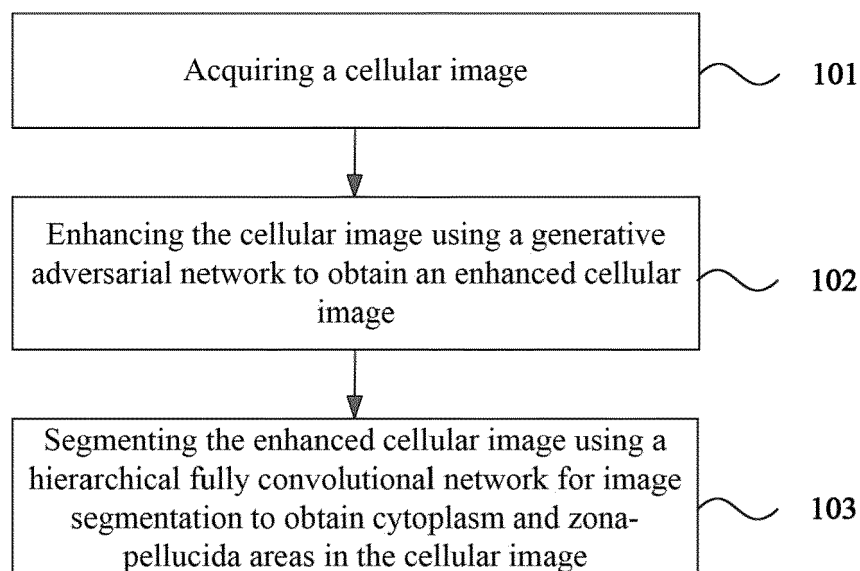 Acquiring a cellular image
101
Enhancing the cellular image using a generative
adversarial network to obtain an enhanced cellular
image
102
Segmenting the enhanced cellular image using a
hierarchical fully convolutional network for image
segmentation to obtain cytoplasm and zona-
pellucida areas in the cellular image
103